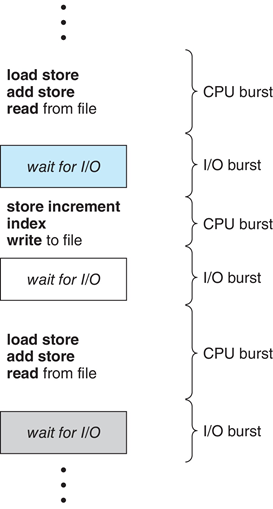 load store
add store
read from file
CPU burst
wait for I/O
I/O burst
store increment
index
write to file
CPU burst
wait for I/O
I/O burst
load store
add store
read from file
CPU burst
wait for I/O
I/O burst